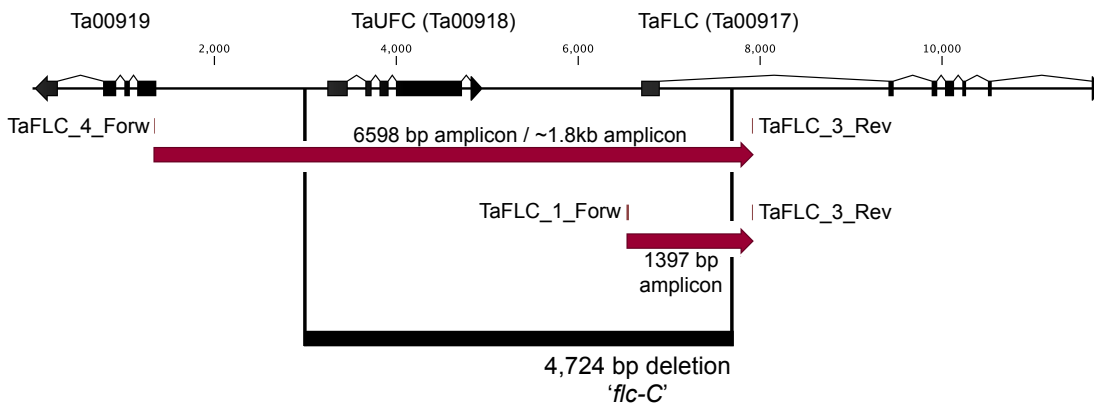 Ta00919 TaUFC (Ta00918) TaFLC (Ta00917)
2,000 4,000 6,000 8,000 10,000
TaFLC_4_Forw TaFLC_3_Rev
6598 bp amplicon / ~1.8kb amplicon
TaFLC_1_Forw TaFLC_3_Rev
1397 bp
amplicon
4,724 bp deletion
‘flc-C’